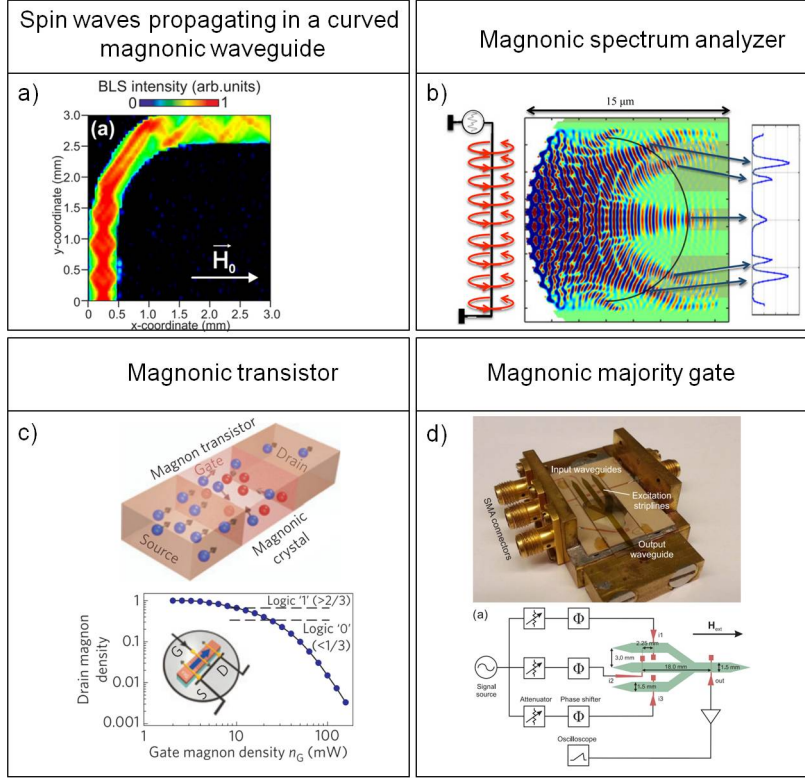 Spin waves propagating in a curved
magnonic waveguide
a)
BLS intensity (arb.units)
0 1
(a)
3.0
2.5
2.0
1.5
1.0
0.5
0
y-coordinate (mm)
H₀
0 0.5 1.0 1.5 2.0 2.5 3.0
x-coordinate (mm)
Magnonic spectrum analyzer
b)
15 μm
Magnonic transistor
c)
Magnon transistor
Source
Gate
Drain
Magnonic
crystal
Drain magnon
density
1
0.1
0.01
0.001
Logic '1' (>2/3)
Logic '0'
(<1/3)
G
S
D
1 10 100
Gate magnon density nG (mW)
Magnonic majority gate
d)
Input waveguides
Excitation
striplines
SMA connectors
Output
waveguide
(a)
Φ
i1
Hext
2.25 mm
3.0 mm
Signal
source
Φ
i2
15.0 mm
1.5 mm
out
Attenuator
Phase shifter
Φ
1.5 mm
i3
Oscilloscope